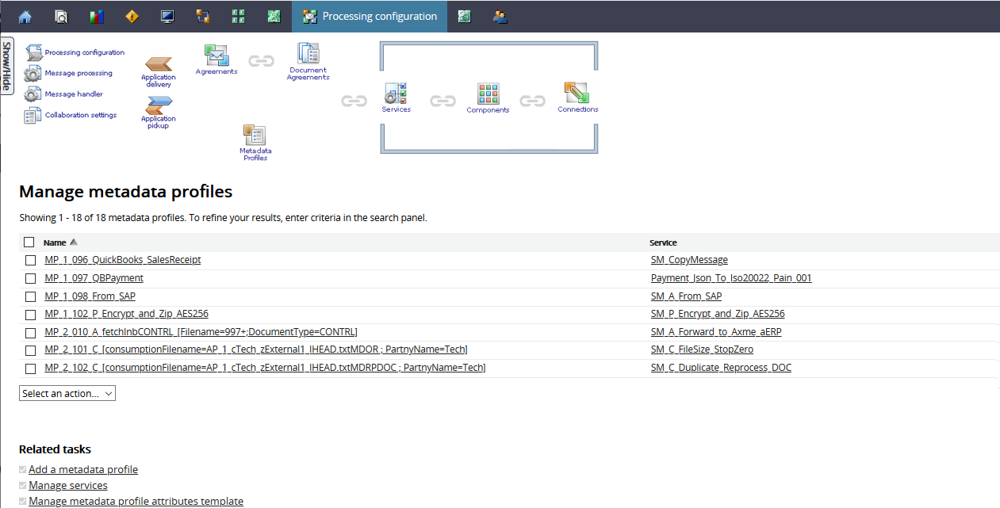 Processing configuration
Show/Hide
Processing configuration
Message processing
Message handler
Collaboration settings
Application
delivery
Application
pickup
Agreements
Document
Agreements
Metadata
Profiles
Services
Components
Connections
Manage metadata profiles
Showing 1 - 18 of 18 metadata profiles. To refine your results, enter criteria in the search panel.
Name Service
MP_1_096_QuickBooks_SalesReceipt SM_CopyMessage
MP_1_097_QBPayment Payment_Json_To_Iso20022_Pain_001
MP_1_098_From_SAP SM_A_From_SAP
MP_1_102_P_Encrypt_and_Zip_AES256 SM_P_Encrypt_and_Zip_AES256
MP_2_010_A_fetchInbCONTRL_[Filename=997+;DocumentType=CONTRL] SM_A_Forward_to_Axme_aERP
MP_2_101_C_[consumptionFilename=AP_1_cTech_zExternal1_IHEAD.txtMDOR ; PartnyName=Tech] SM_C_FileSize_StopZero
MP_2_102_C_[consumptionFilename=AP_1_cTech_zExternal1_IHEAD.txtMDRPDOC ; PartnyName=Tech] SM_C_Duplicate_Reprocess_DOC
Select an action...
Related tasks
Add a metadata profile
Manage services
Manage metadata profile attributes template